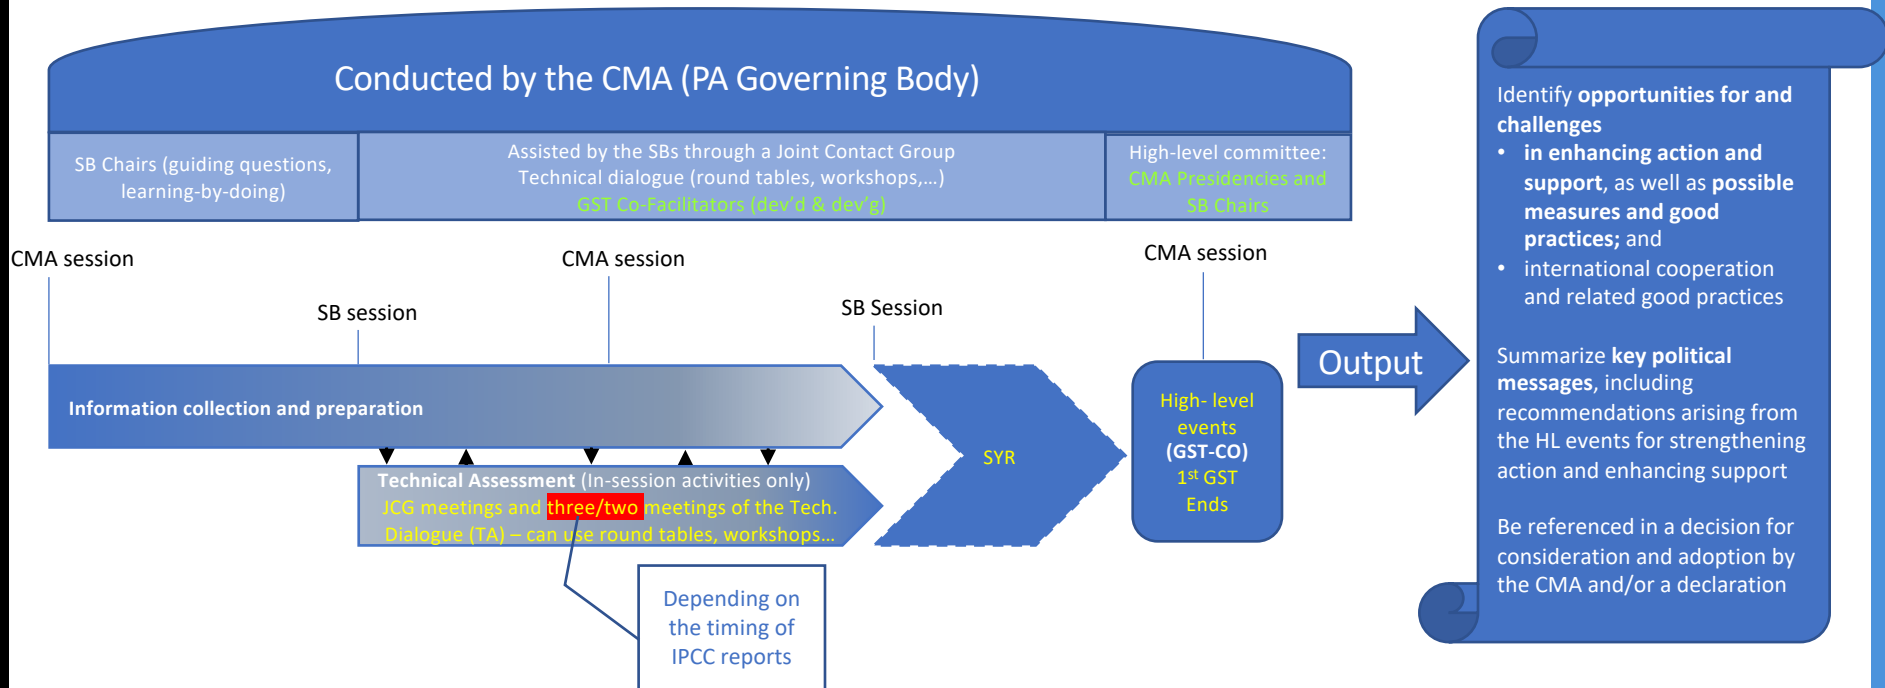 Conducted by the CMA (PA Governing Body)
SB Chairs (guiding questions,
learning-by-doing)
Assisted by the SBs through a Joint Contact Group
Technical dialogue (round tables, workshops,...)
GST Co-Facilitators (dev'd & dev'g)
High-level committee:
CMA Presidencies and
SB Chairs
CMA session
SB session
CMA session
SB Session
CMA session
Information collection and preparation
Technical Assessment (In-session activities only)
JCG meetings and three/two meetings of the Tech.
Dialogue (TA) – can use round tables, workshops...
Depending on
the timing of
IPCC reports
SYR
High- level
events
(GST-CO)
1st GST
Ends
Output
Identify opportunities for and
challenges
• in enhancing action and
support, as well as possible
measures and good
practices; and
• international cooperation
and related good practices
Summarize key political
messages, including
recommendations arising from
the HL events for strengthening
action and enhancing support
Be referenced in a decision for
consideration and adoption by
the CMA and/or a declaration